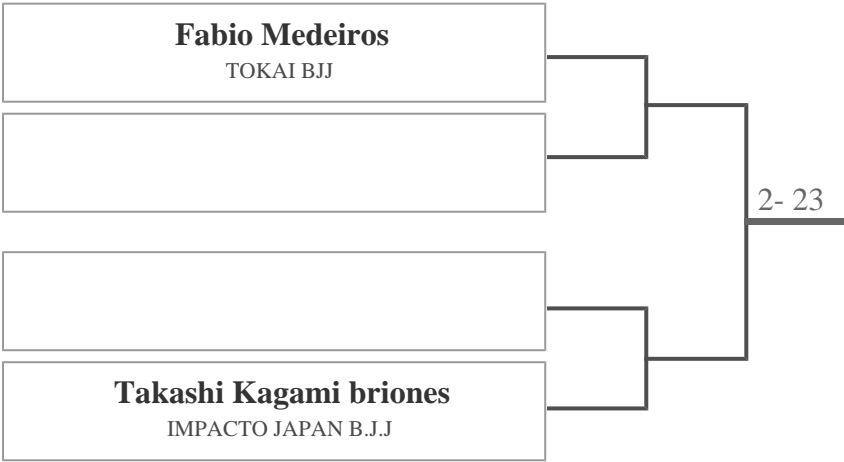 Fabio Medeiros
TOKAI BJJ
2- 23
Takashi Kagami briones
IMPACTO JAPAN B.J.J